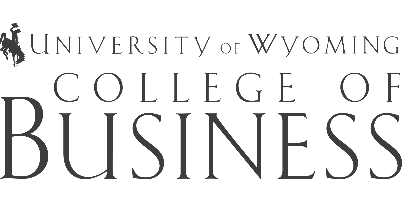 UNIVERSITY OF WYOMING
COLLEGE OF
BUSINESS